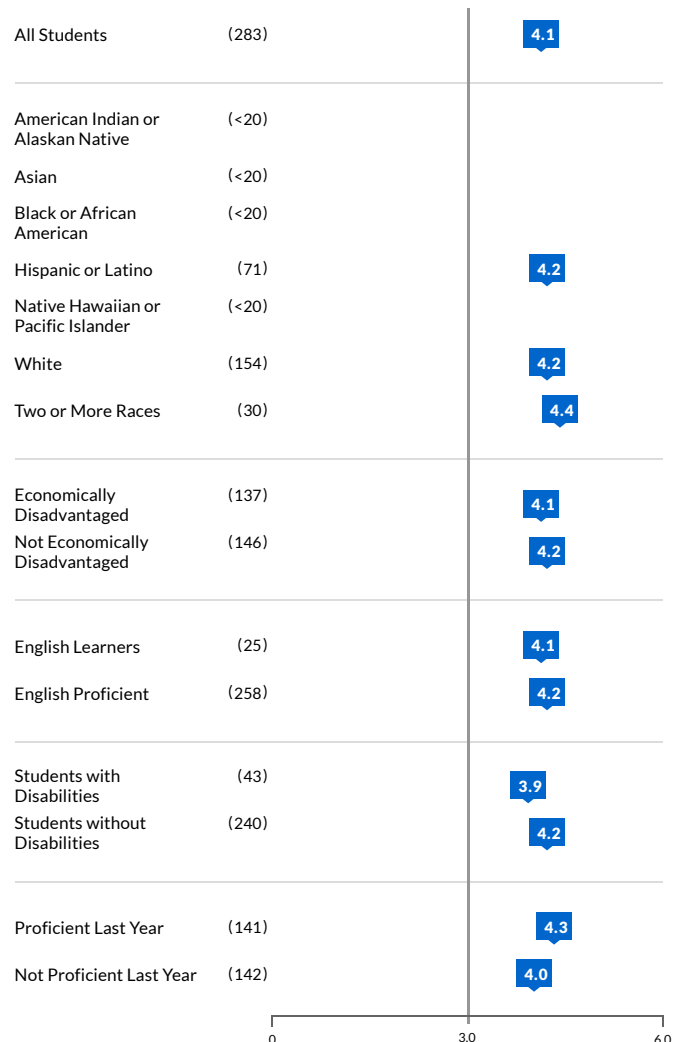 All Students (283) 4.1
American Indian or (<20)
Alaskan Native
Asian (<20)
Black or African (<20)
American
Hispanic or Latino (71) 4.2
Native Hawaiian or (<20)
Pacific Islander
White (154) 4.2
Two or More Races (30) 4.4
Economically (137) 4.1
Disadvantaged
Not Economically (146) 4.2
Disadvantaged
English Learners (25) 4.1
English Proficient (258) 4.2
Students with (43) 3.9
Disabilities
Students without (240) 4.2
Disabilities
Proficient Last Year (141) 4.3
Not Proficient Last Year (142) 4.0
0 3.0 6.0